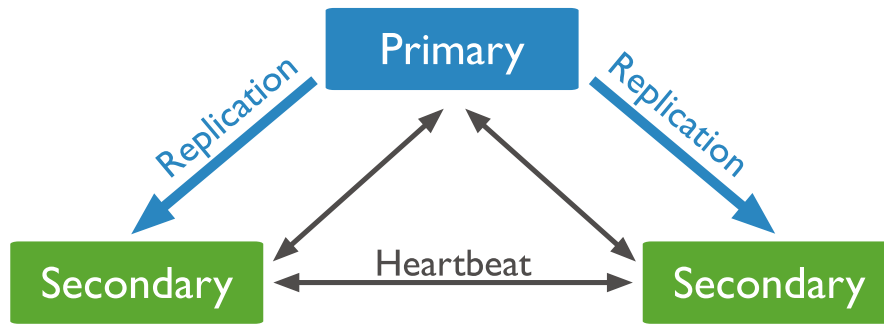 Primary
Replication
Replication
Heartbeat
Secondary
Secondary